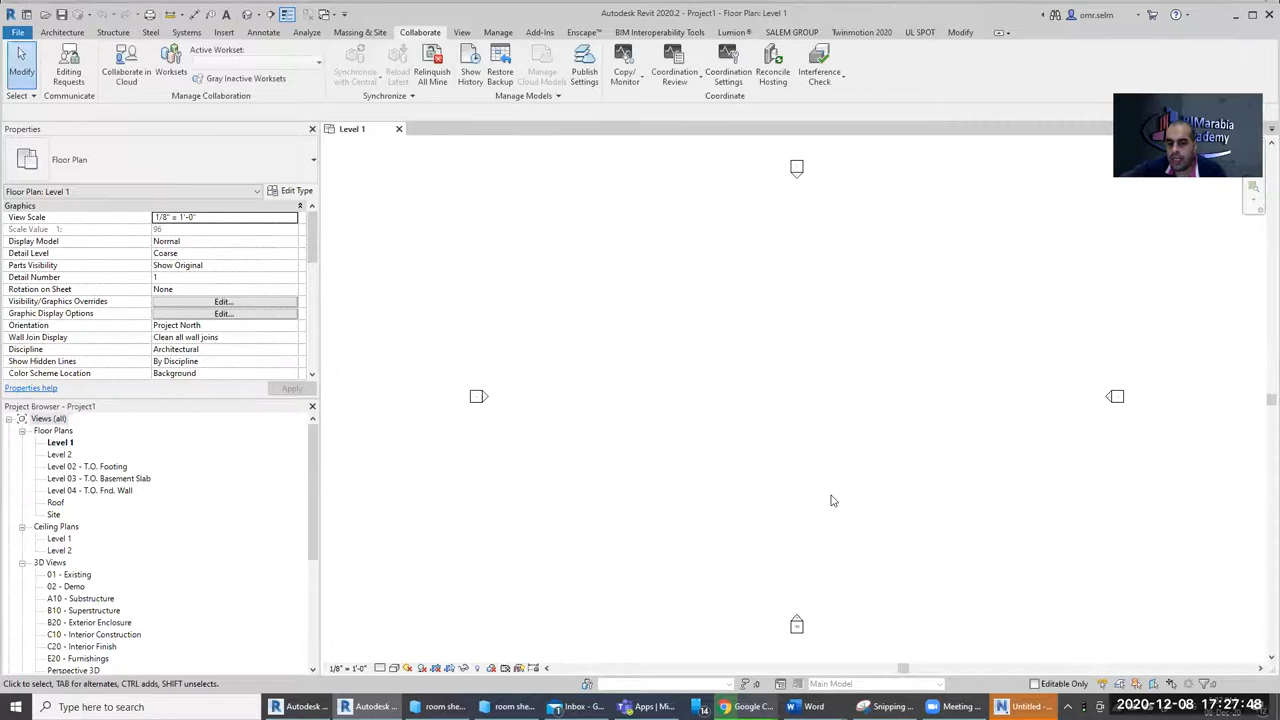 Autodesk Revit 2020.2 - Project1 - Floor Plan: Level 1
omr.selm
File Architecture Structure Steel Systems Insert Annotate Analyze Massing & Site Collaborate View Manage Add-Ins Enscape™ BIM Interoperability Tools Lumion® SALEM GROUP Twinmotion 2020 UL SPOT Modify
Modify
Editing Requests
Collaborate in Cloud
Worksets
Active Workset:
Gray Inactive Worksets
Synchronize with Central
Reload Latest
Relinquish All Mine
Show History
Restore Backup
Manage Cloud Models
Publish Settings
Copy/ Monitor
Coordination Review
Coordination Settings
Reconcile Hosting
Interference Check
Select Communicate Manage Collaboration Synchronize Manage Models Coordinate
BIMarabia
Academy
Properties
Level 1
Floor Plan
Floor Plan: Level 1 Edit Type
Graphics
View Scale 1/8" = 1'-0"
Scale Value 1: 96
Display Model Normal
Detail Level Coarse
Parts Visibility Show Original
Detail Number 1
Rotation on Sheet None
Visibility/Graphics Overrides Edit...
Graphic Display Options Edit...
Orientation Project North
Wall Join Display Clean all wall joins
Discipline Architectural
Show Hidden Lines By Discipline
Color Scheme Location Background
Properties help Apply
Project Browser - Project1
Views (all)
Floor Plans
Level 1
Level 2
Level 02 - T.O. Footing
Level 03 - T.O. Basement Slab
Level 04 - T.O. Fnd. Wall
Roof
Site
Ceiling Plans
Level 1
Level 2
3D Views
01 - Existing
02 - Demo
A10 - Substructure
B10 - Superstructure
B20 - Exterior Enclosure
C10 - Interior Construction
C20 - Interior Finish
E20 - Furnishings
Perspective 3D
1/8" = 1'-0"
Click to select, TAB for alternates, CTRL adds, SHIFT unselects.
:0
Main Model
Editable Only
:0
Type here to search
Autodesk ...
Autodesk ...
room she...
room she...
Inbox - G...
Apps | Mi...
14
Google C...
Word
Snipping ...
Meeting ...
Untitled - ...
2020-12-08 17:27:48